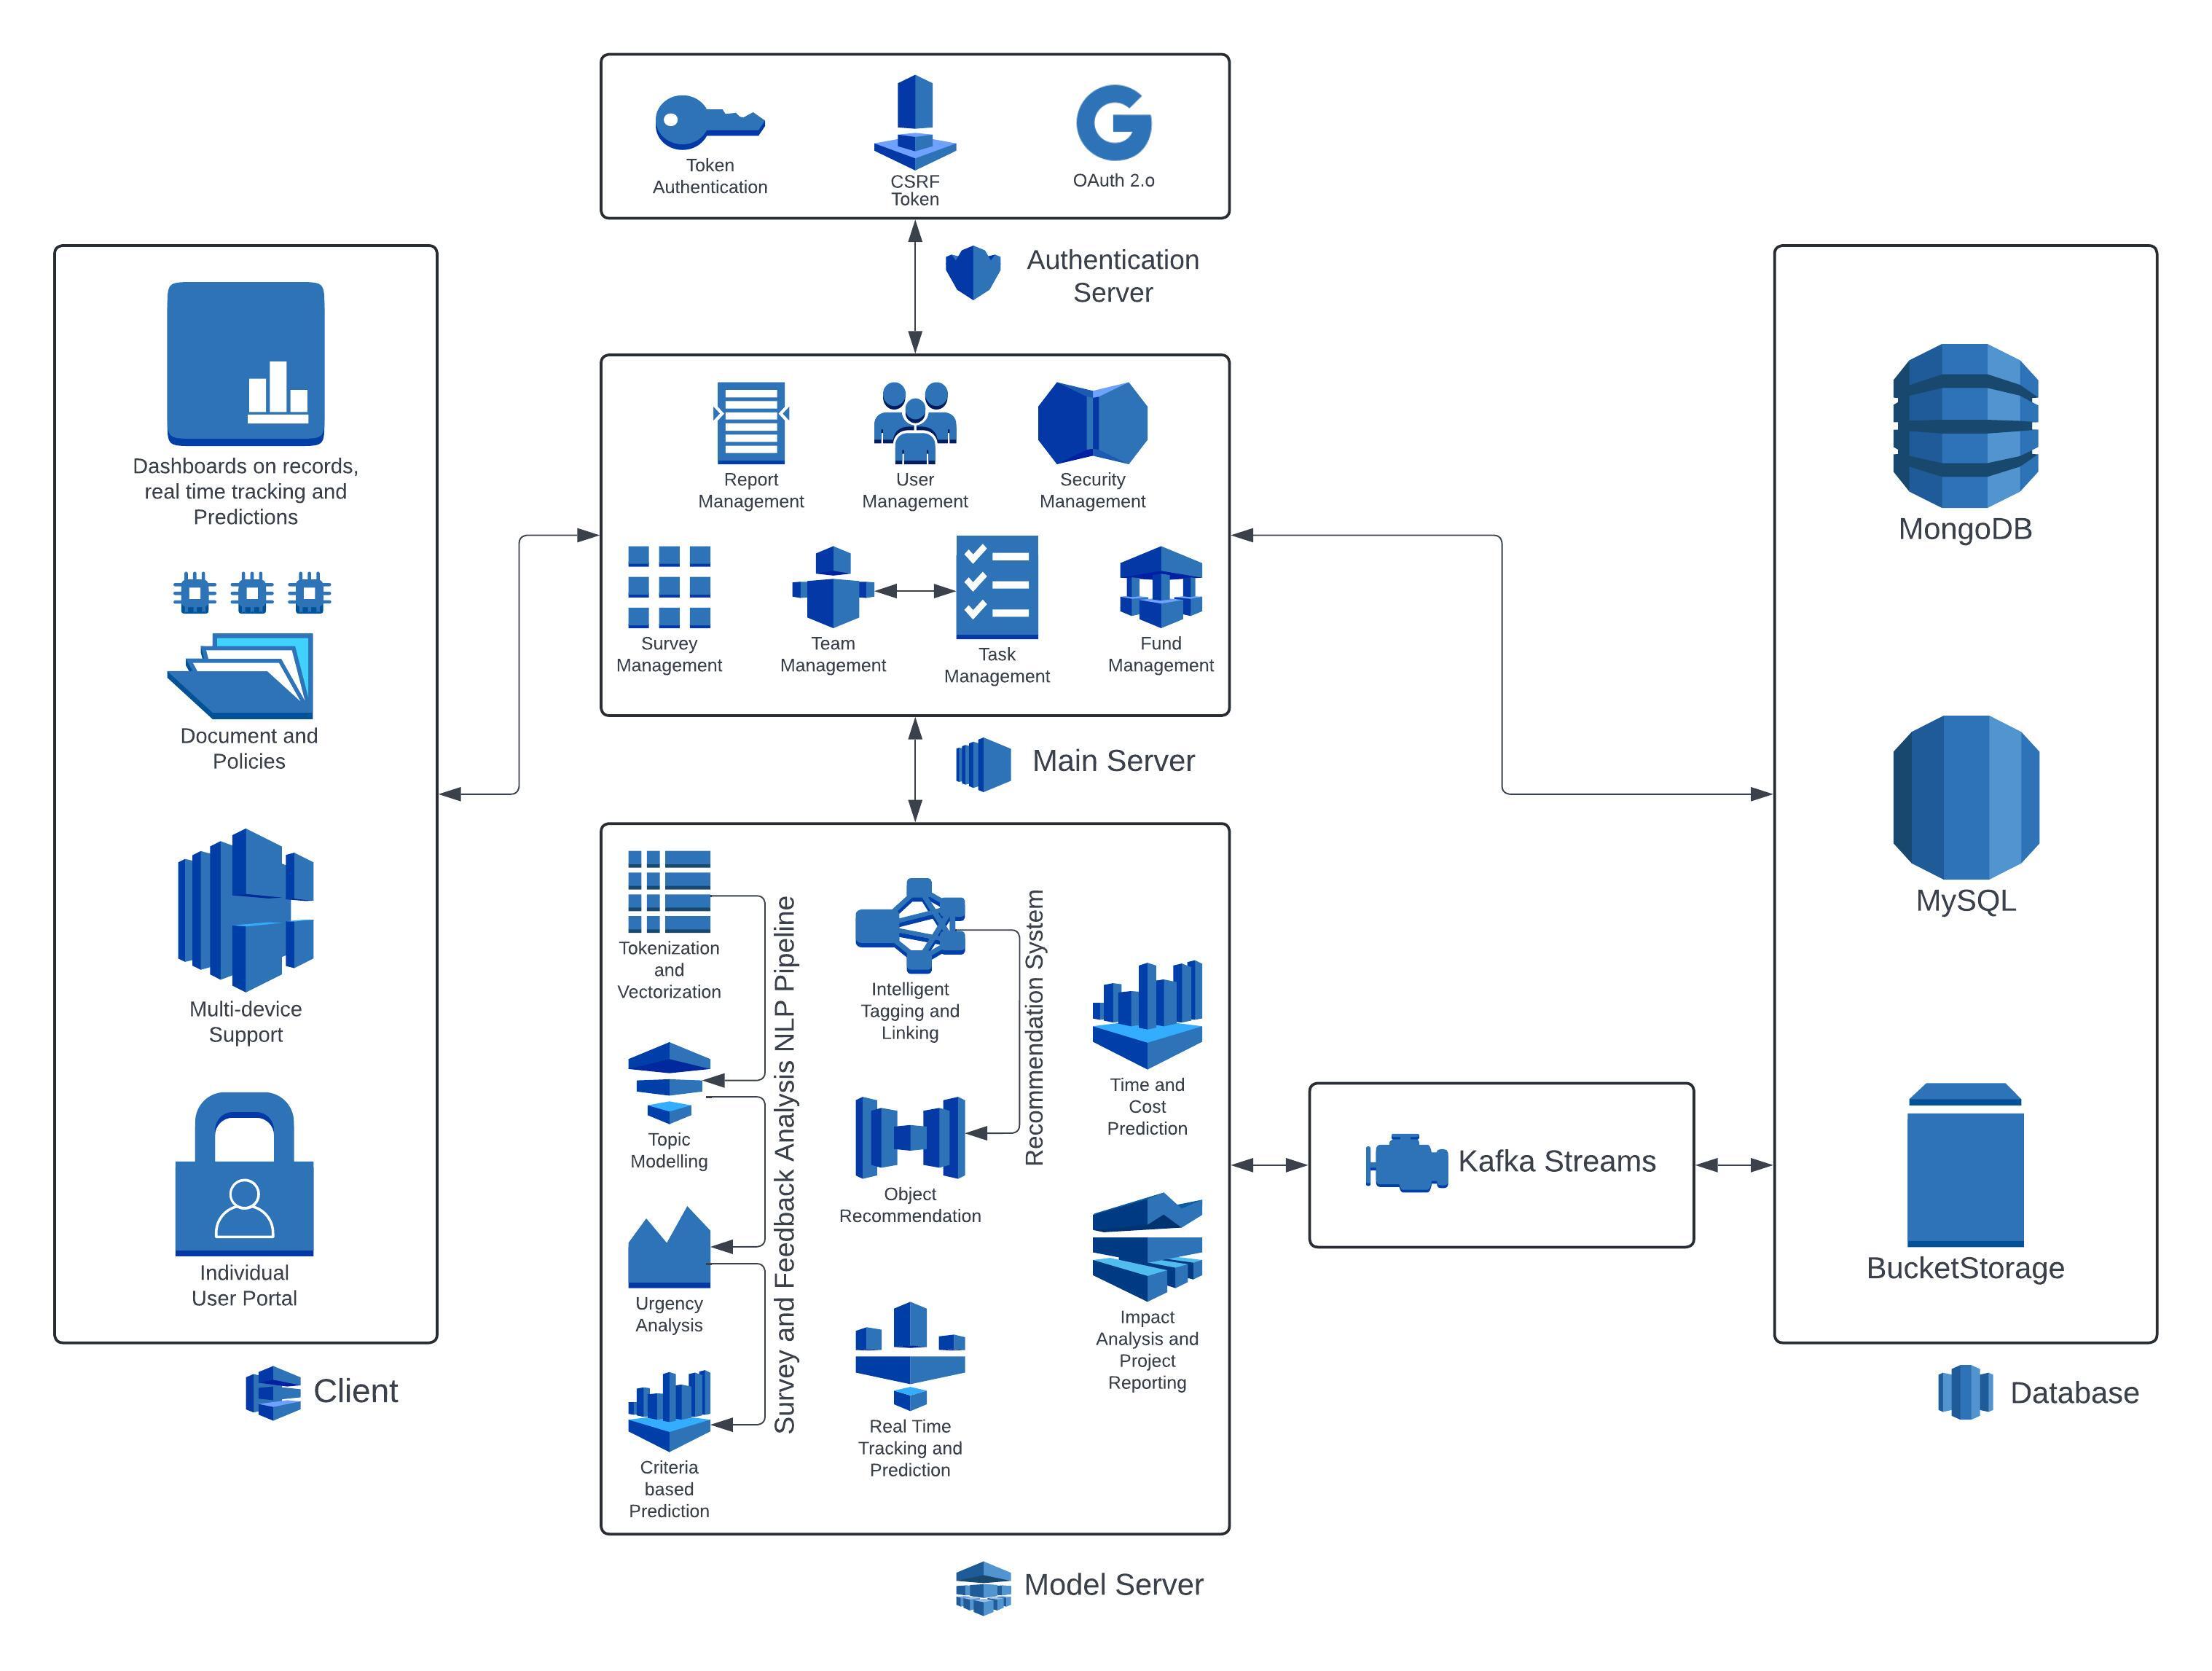 Token
Authentication
CSRF
Token
OAuth 2.o
Authentication
Server
Dashboards on records,
real time tracking and
Predictions
Document and
Policies
Multi-device
Support
Individual
User Portal
Client
Report
Management
User
Management
Security
Management
Survey
Management
Team
Management
Task
Management
Fund
Management
Main Server
Tokenization
and
Vectorization
Topic
Modelling
Urgency
Analysis
Criteria
based
Prediction
Survey and Feedback Analysis NLP Pipeline
Intelligent
Tagging and
Linking
Object
Recommendation
Recommendation System
Real Time
Tracking and
Prediction
Time and
Cost
Prediction
Impact
Analysis and
Project
Reporting
Model Server
Kafka Streams
MongoDB
MySQL
BucketStorage
Database